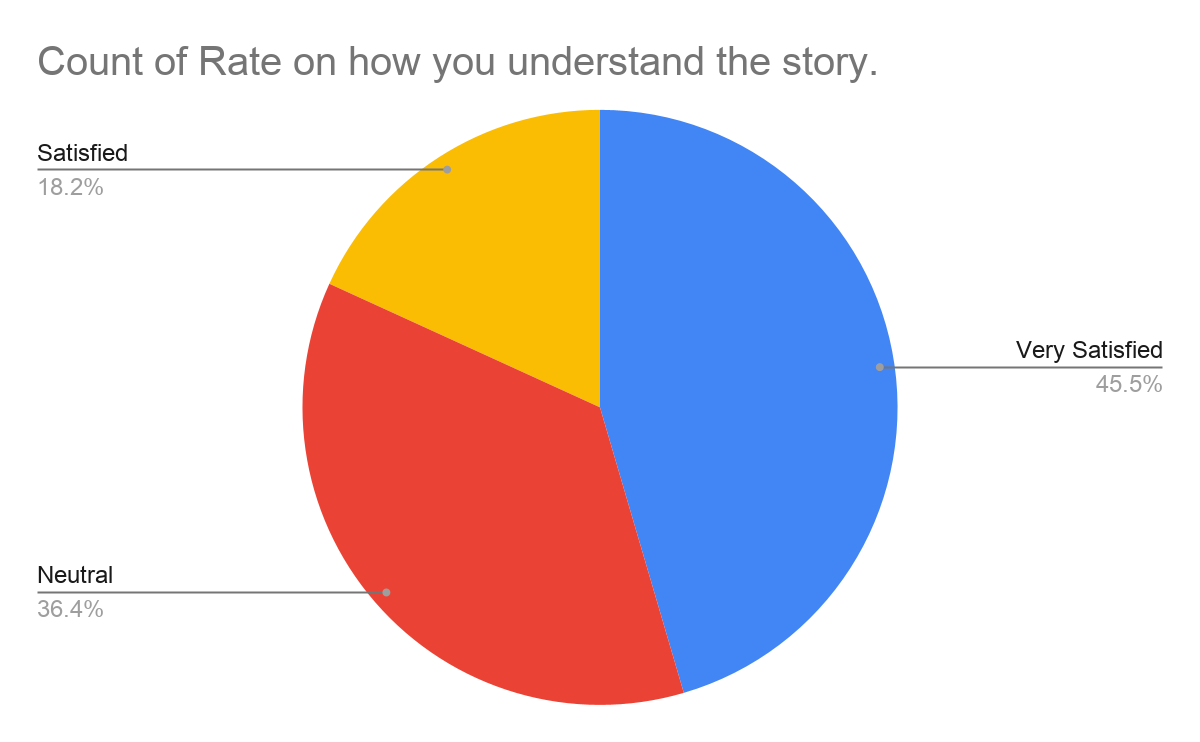 Count of Rate on how you understand the story.
Satisfied
18.2%
Very Satisfied
45.5%
Neutral
36.4%